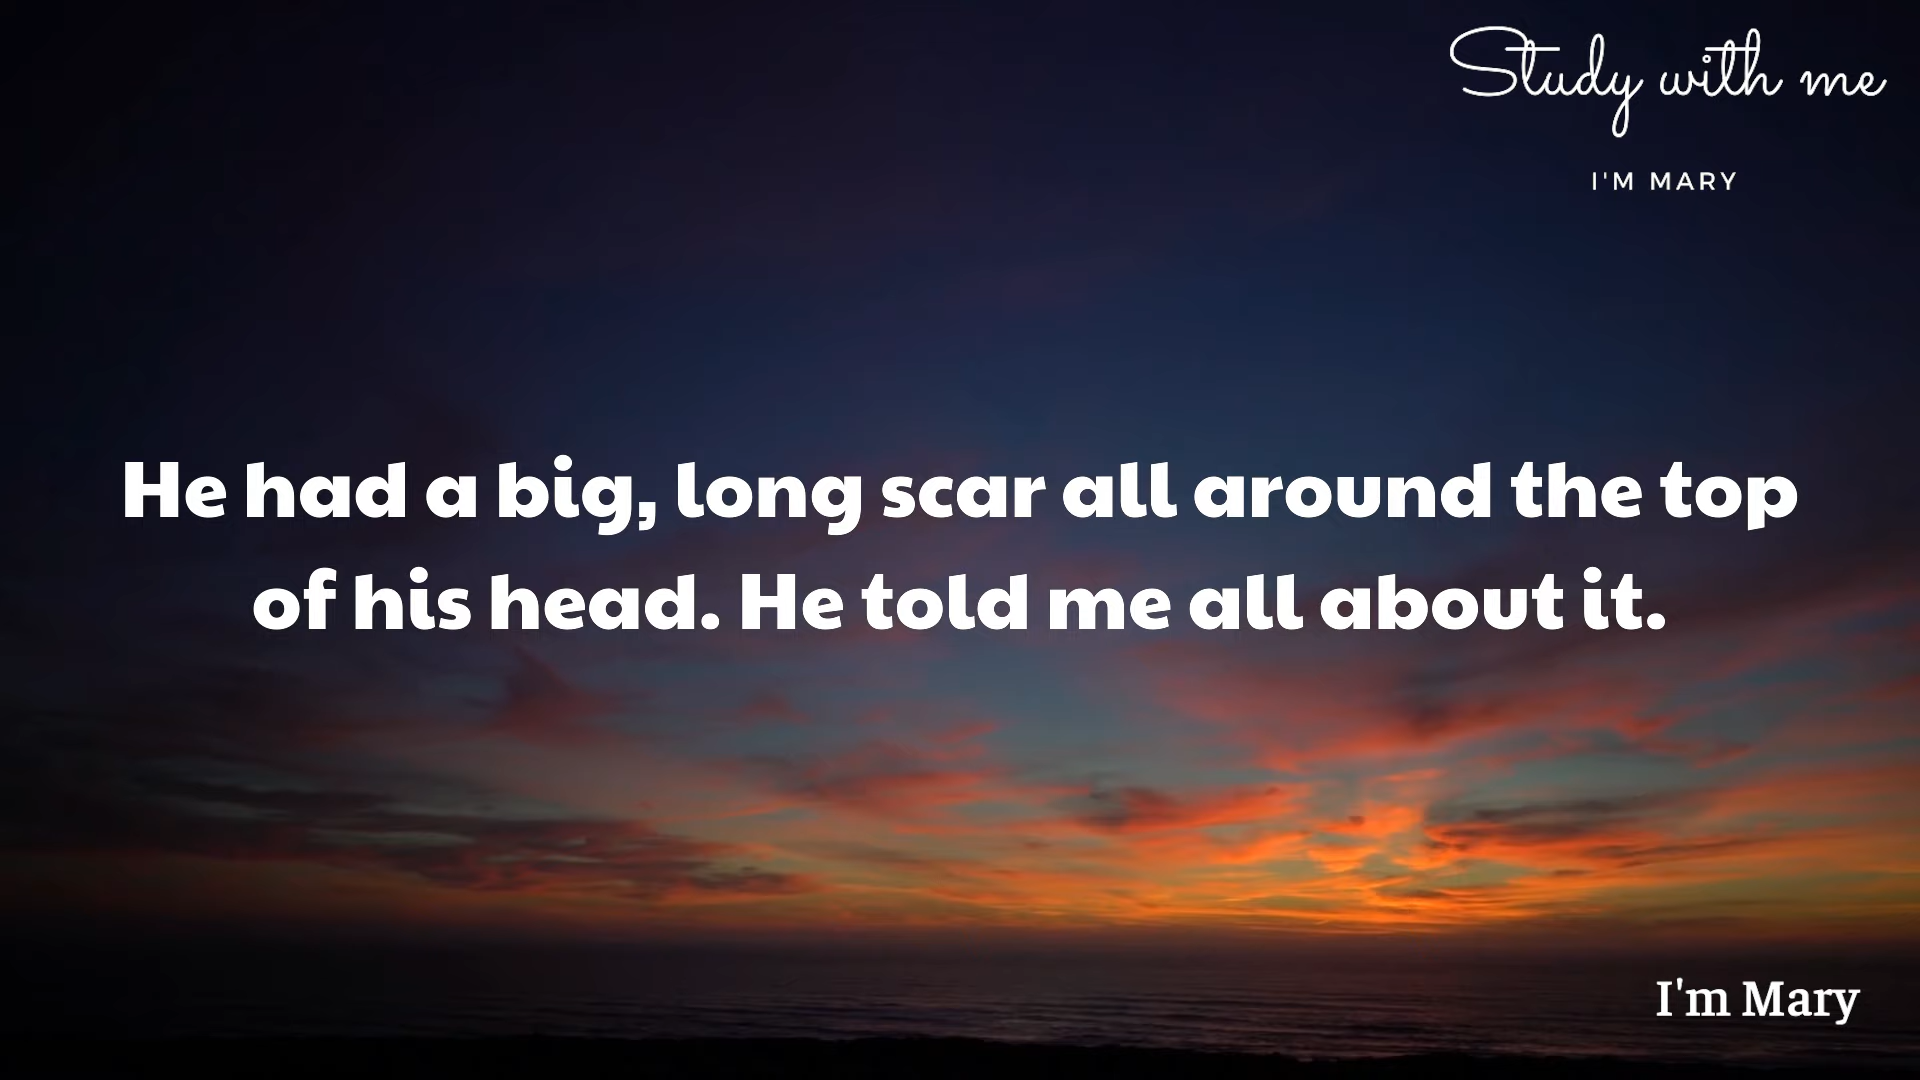 Study with me
I'M MARY
He had a big, long scar all around the top
of his head. He told me all about it.
I'm Mary